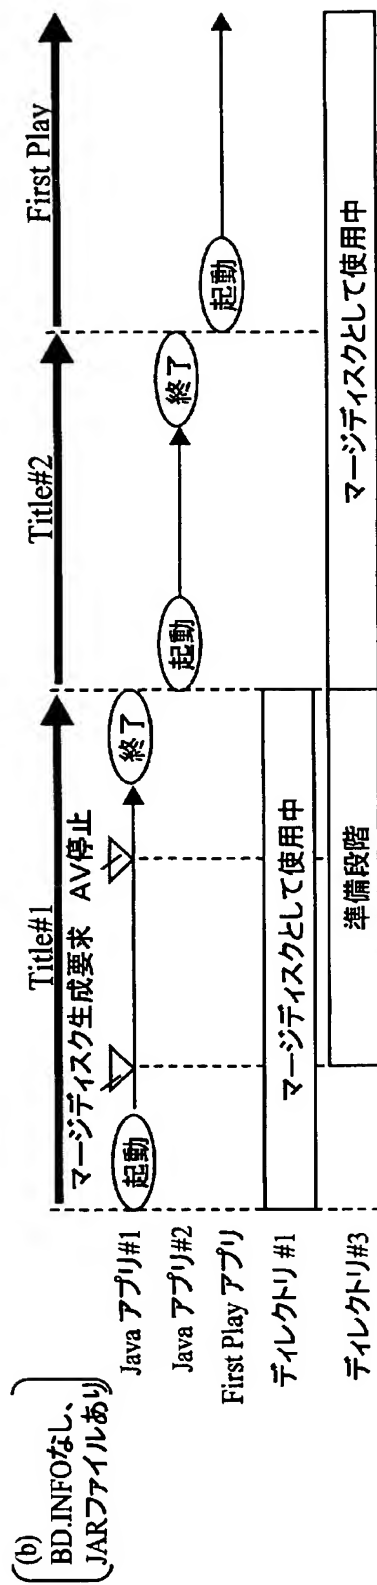 (b)
BD.INFOなし、
JARファイルあり
Title#1
Title#2
First Play
マージディスク生成要求
AV停止
Java アプリ#1
起動
終了
Java アプリ#2
起動
終了
First Play アプリ
起動
ディレクトリ #1
マージディスクとして使用中
ディレクトリ#3
準備段階
マージディスクとして使用中